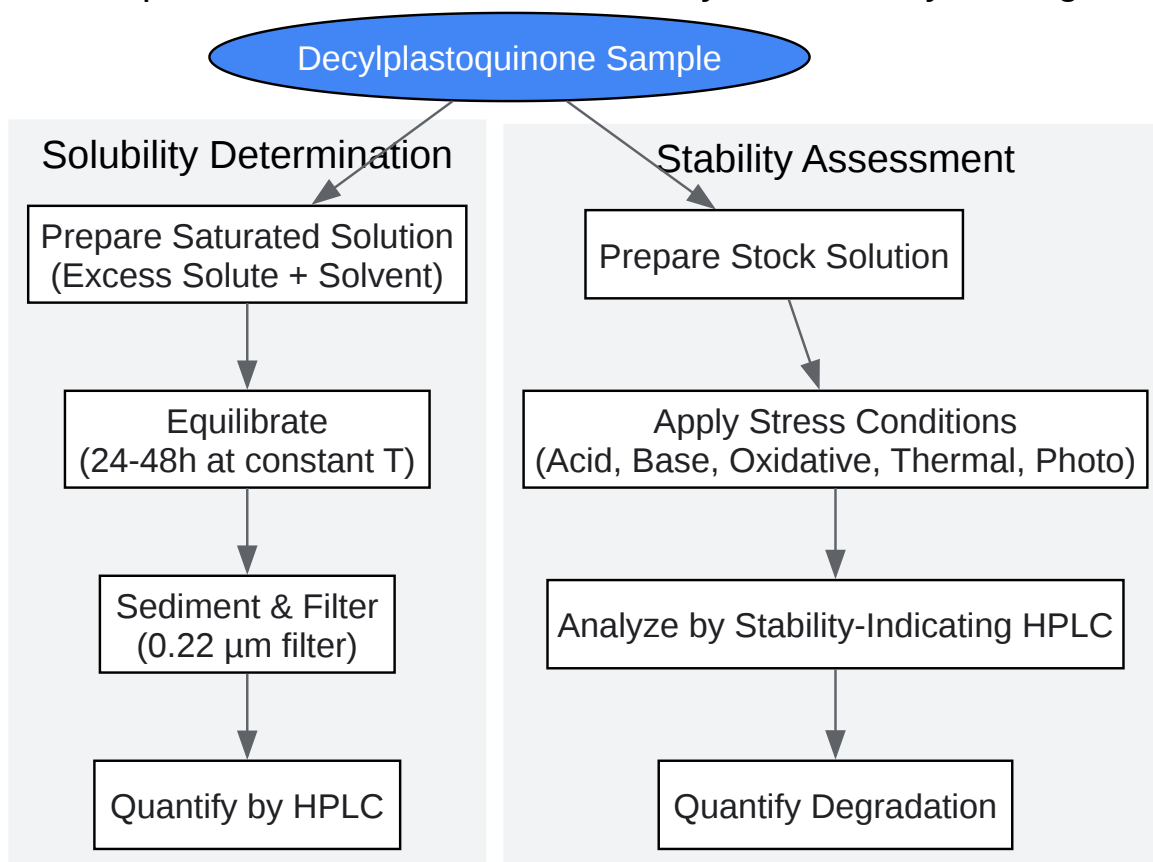 Decylplastoquinone Sample
Solubility Determination
Prepare Saturated Solution
(Excess Solute + Solvent)
Equilibrate
(24-48h at constant T)
Sediment & Filter
(0.22 µm filter)
Quantify by HPLC
Stability Assessment
Prepare Stock Solution
Apply Stress Conditions
(Acid, Base, Oxidative, Thermal, Photo)
Analyze by Stability-Indicating HPLC
Quantify Degradation